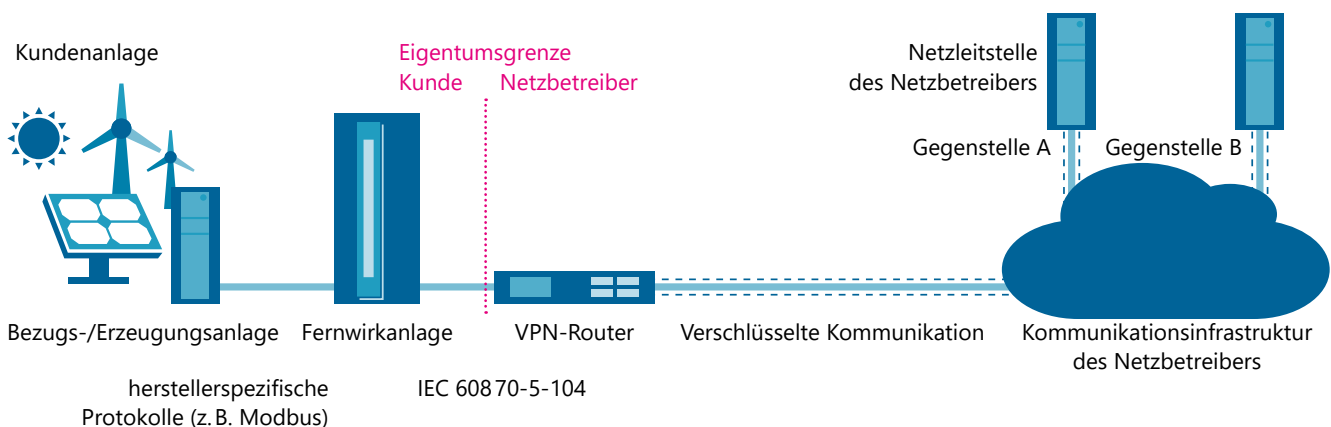 Kundenanlage
Eigentumsgrenze
Kunde Netzbetreiber
Netzleitstelle
des Netzbetreibers
Gegenstelle A
Gegenstelle B
Bezugs-/Erzeugungsanlage
Fernwirkanlage
VPN-Router
Verschlüsselte Kommunikation
Kommunikationsinfrastruktur
des Netzbetreibers
herstellerspezifische
Protokolle (z. B. Modbus)
IEC 60870-5-104